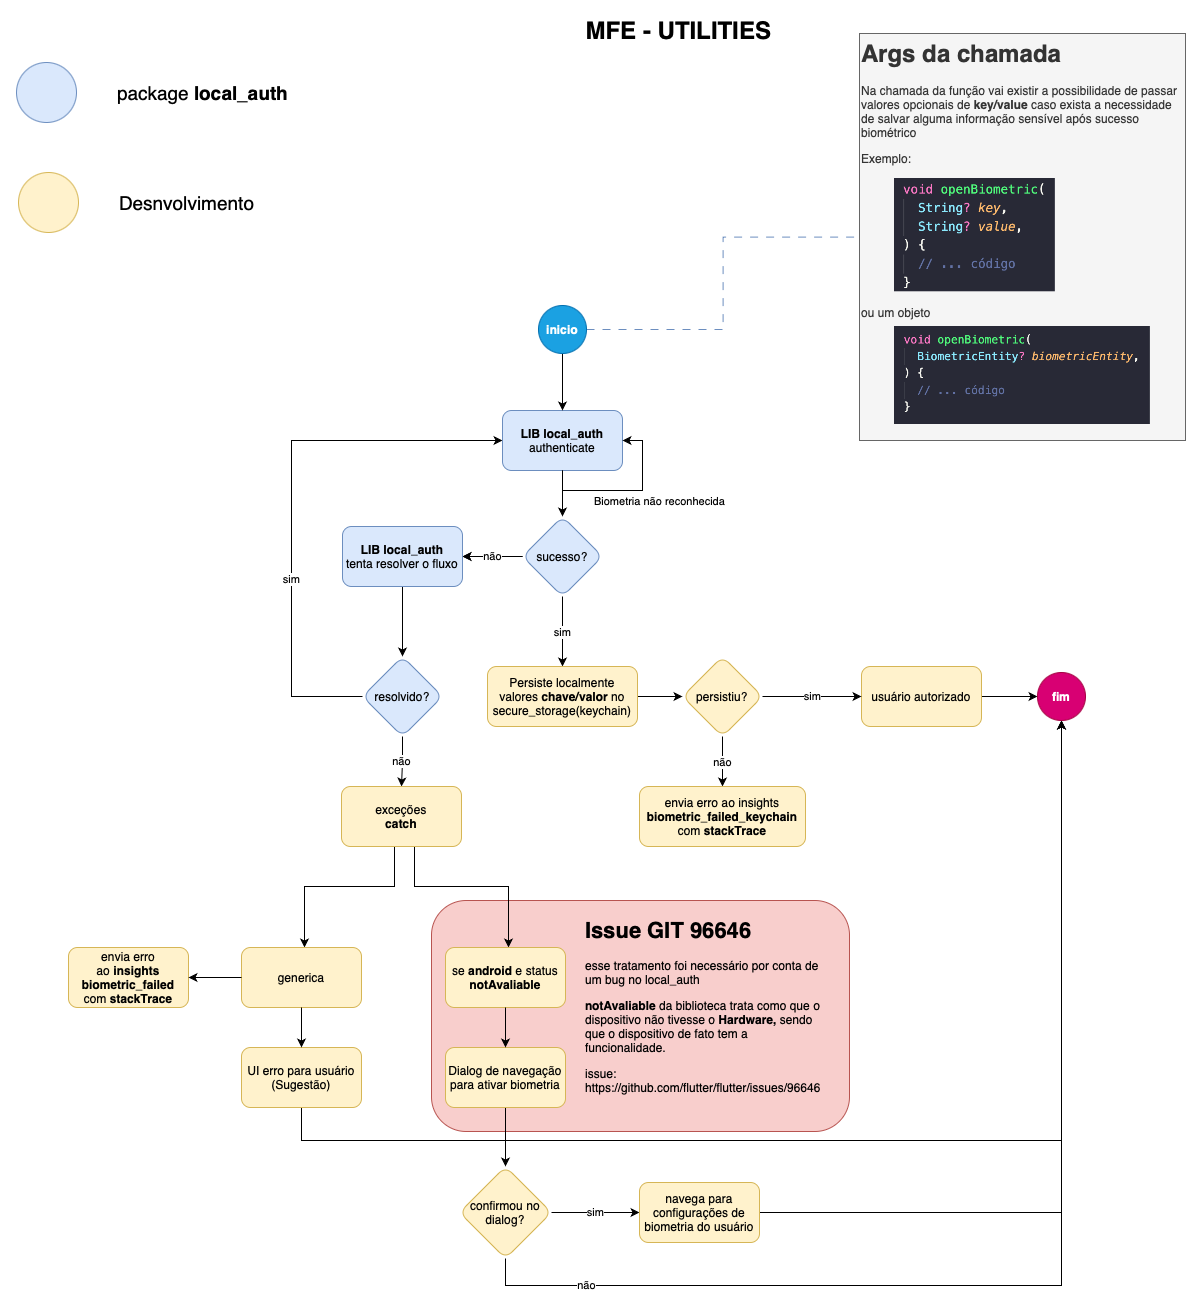 MFE - UTILITIES
package local_auth
Desnvolvimento
Args da chamada
Na chamada da função vai existir a possibilidade de passar
valores opcionais de key/value caso exista a necessidade
de salvar alguma informação sensível após sucesso
biométrico
Exemplo:
void openBiometric(
String? key,
String? value,
) {
// ... código
}
ou um objeto
void openBiometric(
BiometricEntity? biometricEntity,
) {
// ... código
}
inicio
LIB local_auth
authenticate
Biometria não reconhecida
sucesso?
não
LIB local_auth
tenta resolver o fluxo
sim
sim
resolvido?
Persiste localmente
valores chave/valor no
secure_storage(keychain)
persistiu?
sim
usuário autorizado
fim
não
não
exceções
catch
envia erro ao insights
biometric_failed_keychain
com stackTrace
envia erro
ao insights
biometric_failed
com stackTrace
generica
UI erro para usuário
(Sugestão)
se android e status
notAvaliable
Dialog de navegação
para ativar biometria
Issue GIT 96646
esse tratamento foi necessário por conta de
um bug no local_auth
notAvaliable da biblioteca trata como que o
dispositivo não tivesse o Hardware, sendo
que o dispositivo de fato tem a
funcionalidade.
issue:
https://github.com/flutter/flutter/issues/96646
confirmou no
dialog?
sim
navega para
configurações de
biometria do usuário
não